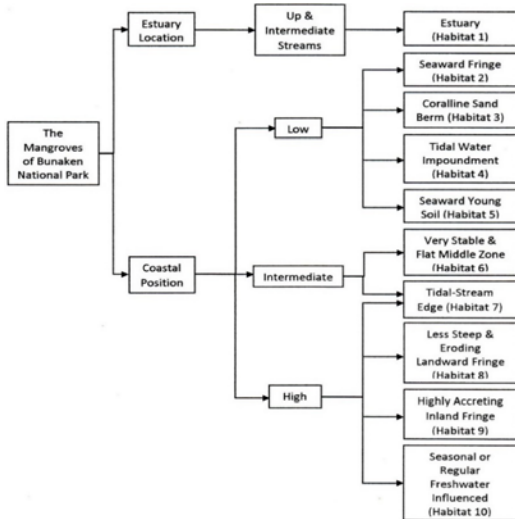 The
Mangroves
of Bunaken
National Park
Estuary
Location
Up &
Intermediate
Streams
Estuary
(Habitat 1)
Coastal
Position
Low
Seaward Fringe
(Habitat 2)
Coralline Sand
Berm (Habitat 3)
Tidal Water
Impoundment
(Habitat 4)
Seaward Young
Soil (Habitat 5)
Intermediate
Very Stable &
Flat Middle Zone
(Habitat 6)
Tidal-Stream
Edge (Habitat 7)
High
Less Steep &
Eroding
Landward Fringe
(Habitat 8)
Highly Accreting
Inland Fringe
(Habitat 9)
Seasonal or
Regular
Freshwater
Influenced
(Habitat 10)